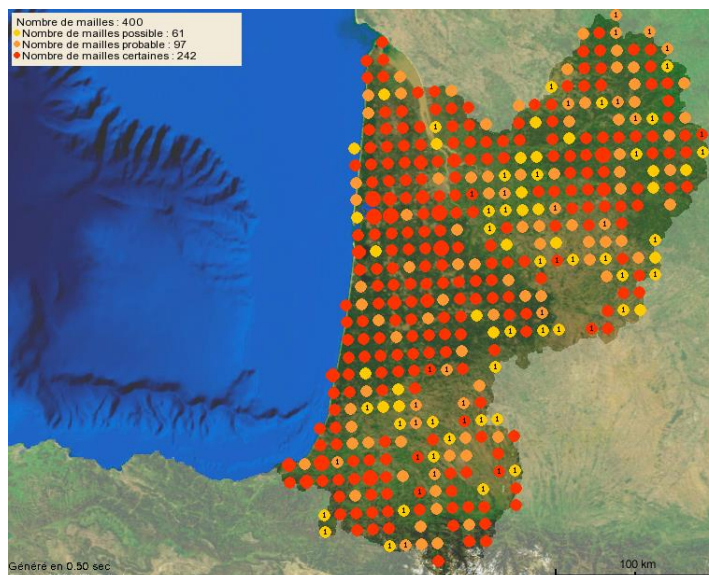 Nombre de mailles : 400
Nombre de mailles possible : 61
Nombre de mailles probable : 97
Nombre de mailles certaines : 242
Généré en 0.50 sec
100 km